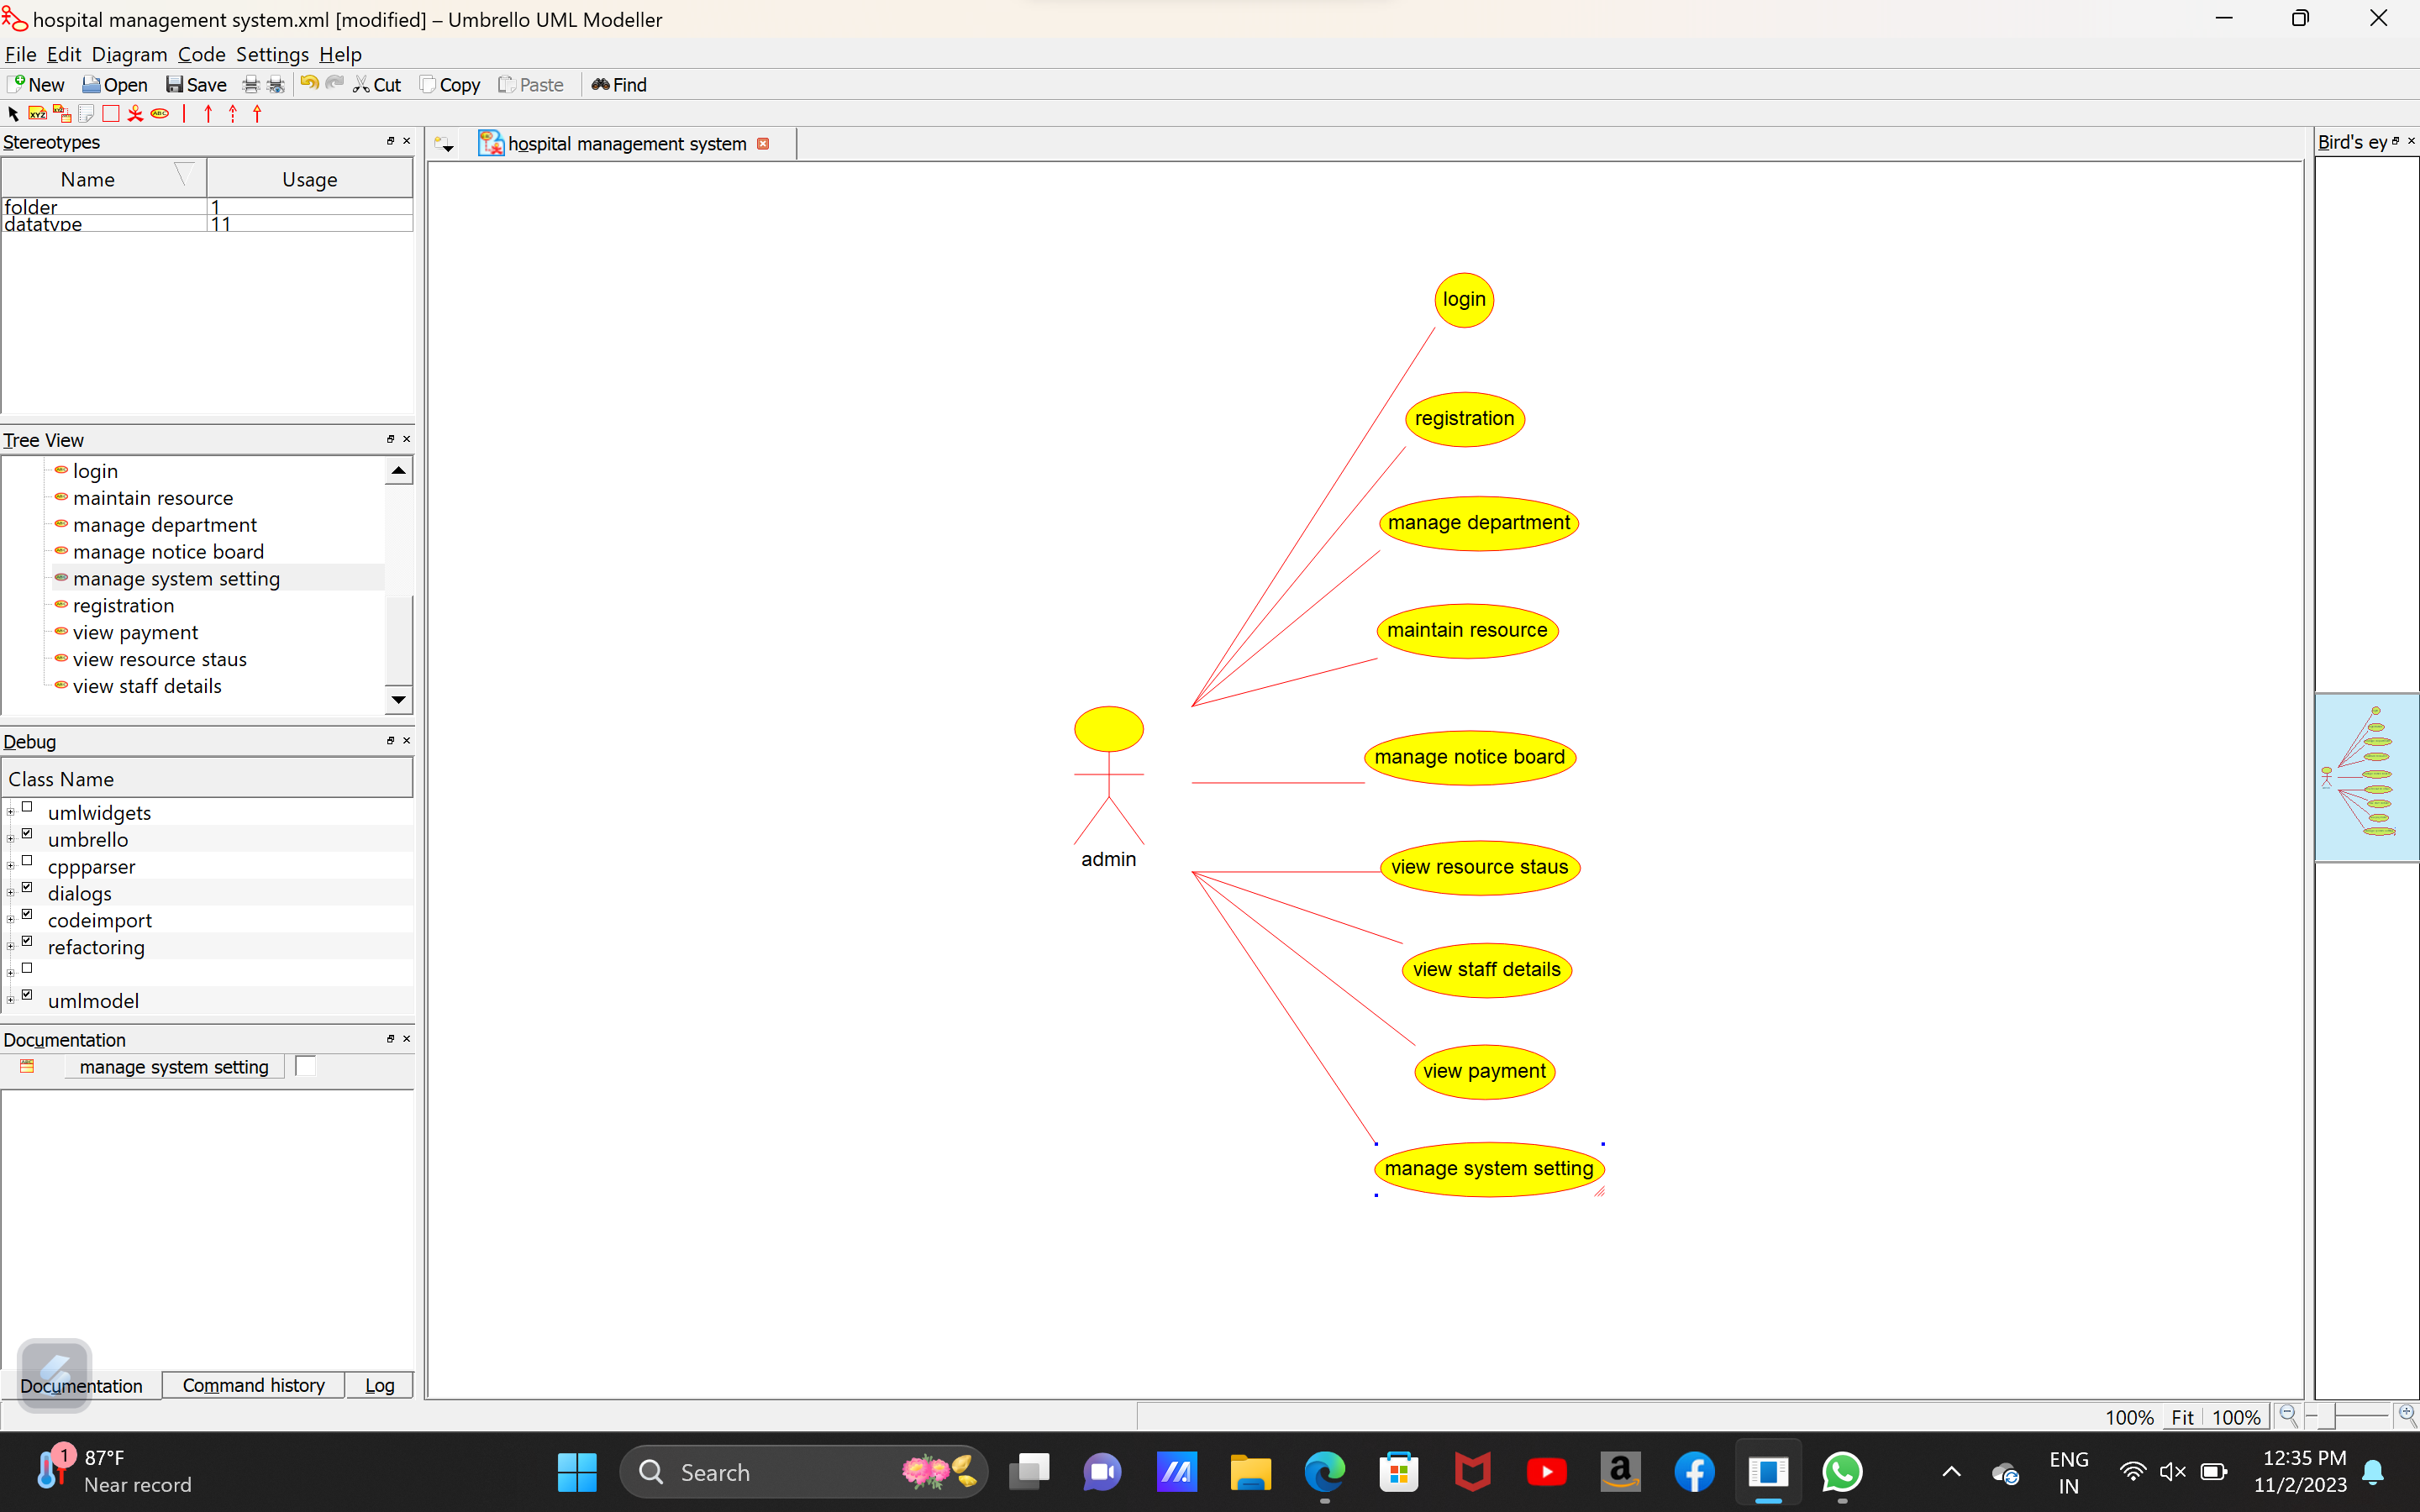 hospital management system.xml [modified] – Umbrello UML Modeller
File Edit Diagram Code Settings Help
New Open Save Cut Copy Paste Find
XYZ XYZ ABC
Stereotypes
Name Usage
folder 1
datatype 11
Tree View
login
maintain resource
manage department
manage notice board
manage system setting
registration
view payment
view resource staus
view staff details
Debug
Class Name
umlwidgets
umbrello
cppparser
dialogs
codeimport
refactoring
umlmodel
Documentation
manage system setting
Documentation Command history Log
hospital management system
login
registration
manage department
maintain resource
manage notice board
admin
view resource staus
view staff details
view payment
manage system setting
Bird's ey
100% Fit 100%
1
87°F
Near record
Search
a
ENG
IN
12:35 PM
11/2/2023